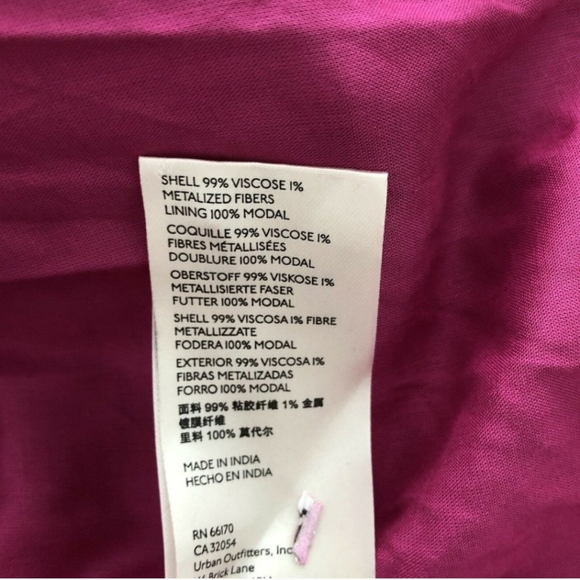 SHELL 99% VISCOSE 1%
METALIZED FIBERS
LINING 100% MODAL
COQUILLE 99% VISCOSE 1%
FIBRES MÉTALLISÉES
DOUBLURE 100% MODAL
OBERSTOFF 99% VISKOSE 1%
METALLISIERTE FASER
FUTTER 100% MODAL
SHELL 99% VISCOSA 1% FIBRE
METALLIZZATE
FODERA 100% MODAL
EXTERIOR 99% VISCOSA 1%
FIBRAS METALIZADAS
FORRO 100% MODAL
面料 99% 粘胶纤维 1% 金属
镀膜纤维
里料 100% 莫代尔
MADE IN INDIA
HECHO EN INDIA
RN 66170
CA 32054
Urban Outfitters, Inc
Brick Lane